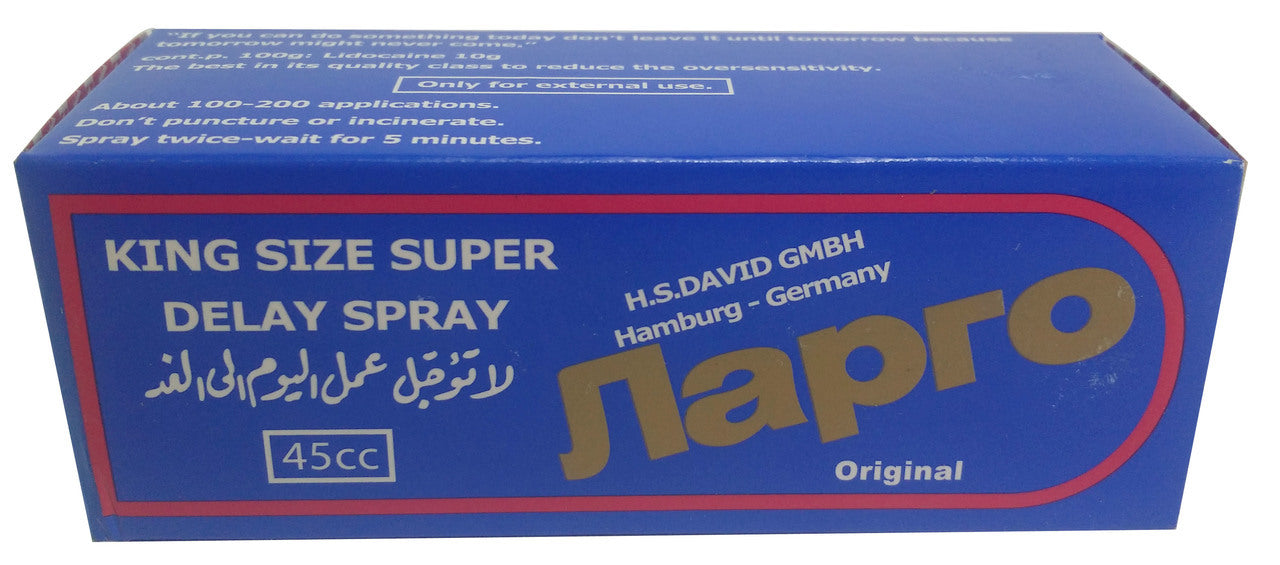 "If you can do something today don't leave it until tomorrow because
tomorrow might never come."
cont.p. 100g: Lidocaine 10g
The best in its quality class to reduce the oversensitivity.
Only for external use.
About 100-200 applications.
Don't puncture or incinerate.
Spray twice-wait for 5 minutes.
KING SIZE SUPER
DELAY SPRAY
لا تؤجّل عمل اليوم الى الغد
45cc
H.S.DAVID GMBH
Hamburg - Germany
Ларго
Original